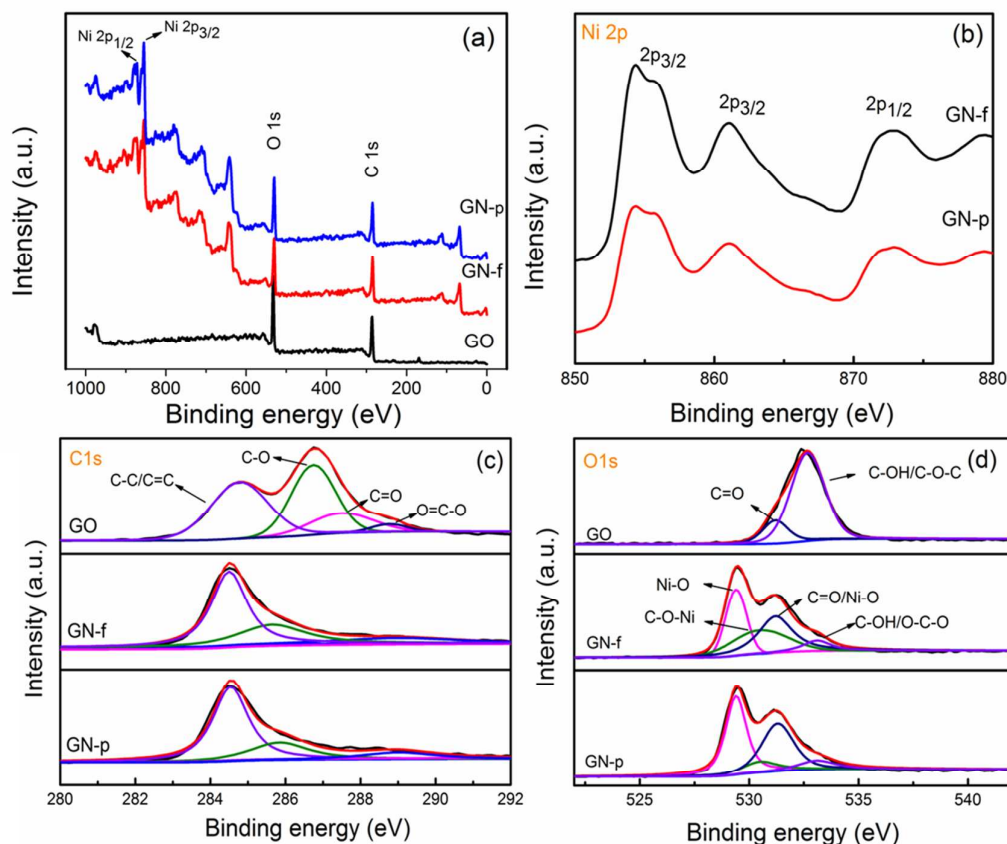 (a)
Ni 2p1/2
Ni 2p3/2
O 1s
C 1s
GN-p
GN-f
GO
Intensity (a.u.)
1000 800 600 400 200 0
Binding energy (eV)
(b)
Ni 2p
2p3/2
2p3/2
2p1/2
GN-f
GN-p
Intensity (a.u.)
850 860 870 880
Binding energy (eV)
(c)
C1s
C-O
C-C/C=C
C=O
O=C-O
GO
GN-f
GN-p
Intensity (a.u.)
280 282 284 286 288 290 292
Binding energy (eV)
(d)
O1s
C=O
C-OH/C-O-C
GO
Ni-O
C=O/Ni-O
C-O-Ni
C-OH/O-C-O
GN-f
GN-p
Intensity (a.u.)
525 530 535 540
Binding energy (eV)